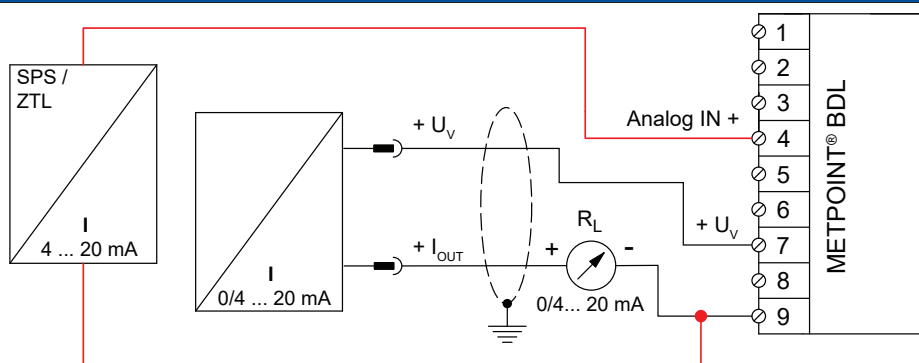 SPS /
ZTL
I
4 ... 20 mA
I
0/4 ... 20 mA
+ UV
+ IOUT
RL
+ -
0/4... 20 mA
Analog IN +
+ UV
1
2
3
4
5
6
7
8
9
METPOINT® BDL